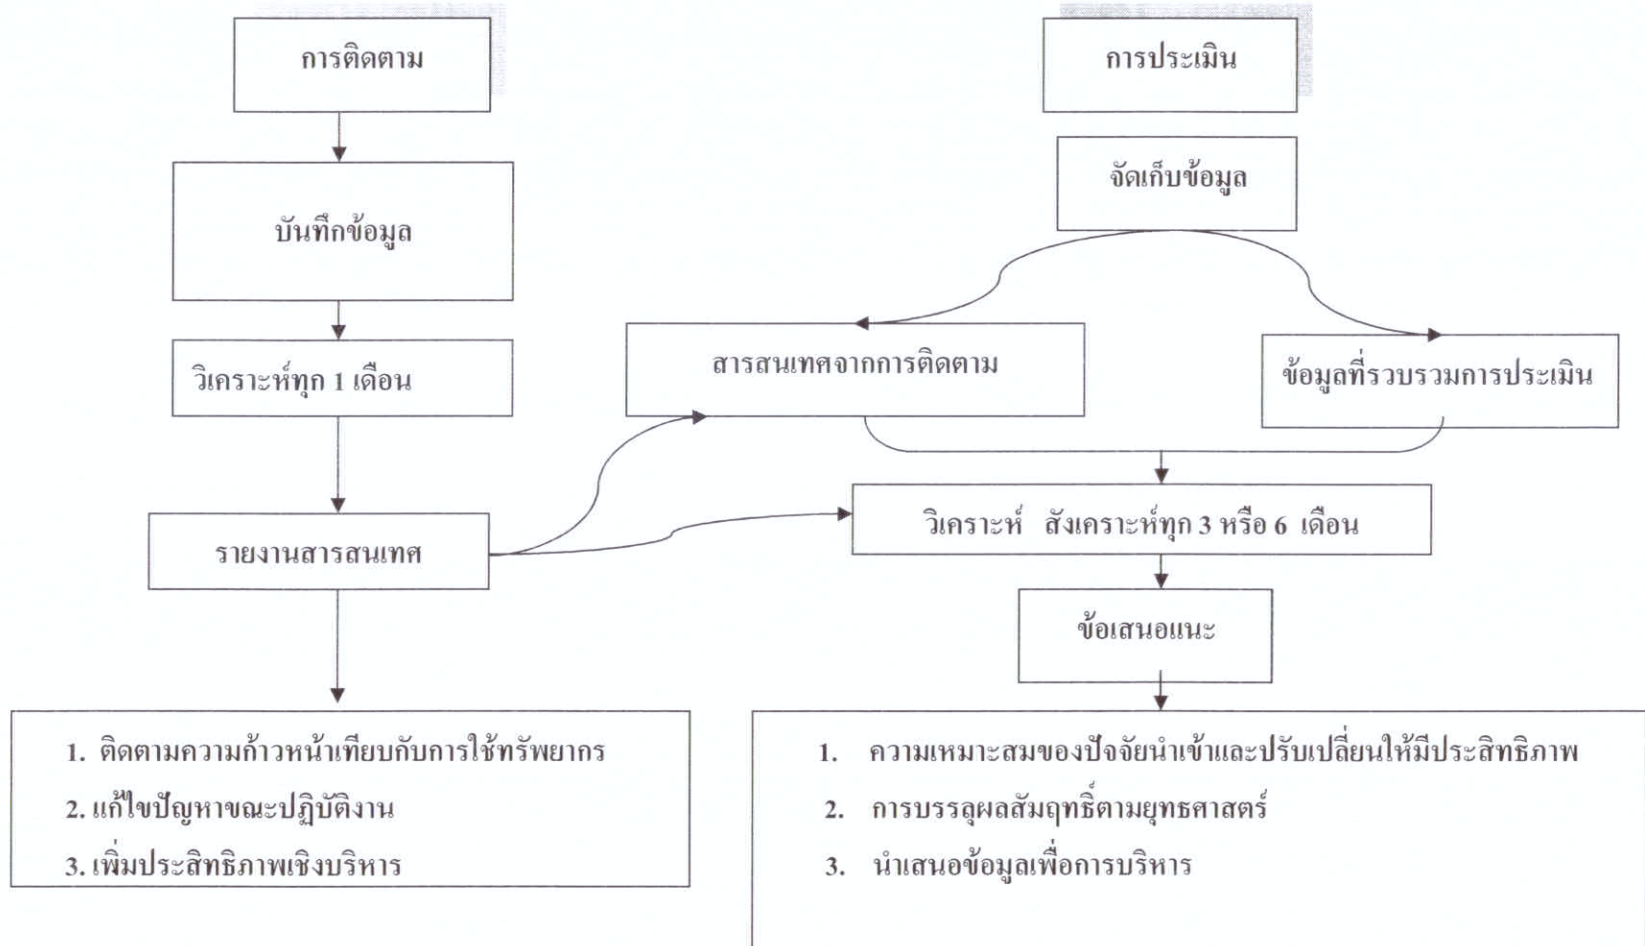 การติดตาม
บันทึกข้อมูล
วิเคราะห์ทุก 1 เดือน
รายงานสารสนเทศ
1. ติดตามความก้าวหน้าเทียบกับการใช้ทรัพยากร
2. แก้ไขปัญหาขณะปฏิบัติงาน
3. เพิ่มประสิทธิภาพเชิงบริหาร
การประเมิน
จัดเก็บข้อมูล
สารสนเทศจากการติดตาม
ข้อมูลที่รวบรวมการประเมิน
วิเคราะห์ สังเคราะห์ทุก 3 หรือ 6 เดือน
ข้อเสนอแนะ
1. ความเหมาะสมของปัจจัยนำเข้าและปรับเปลี่ยนให้มีประสิทธิภาพ
2. การบรรลุผลสัมฤทธิ์ตามยุทธศาสตร์
3. นำเสนอข้อมูลเพื่อการบริหาร